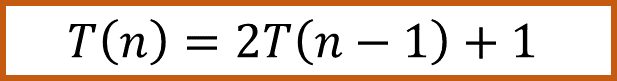 T(n) = 2T(n − 1) + 1